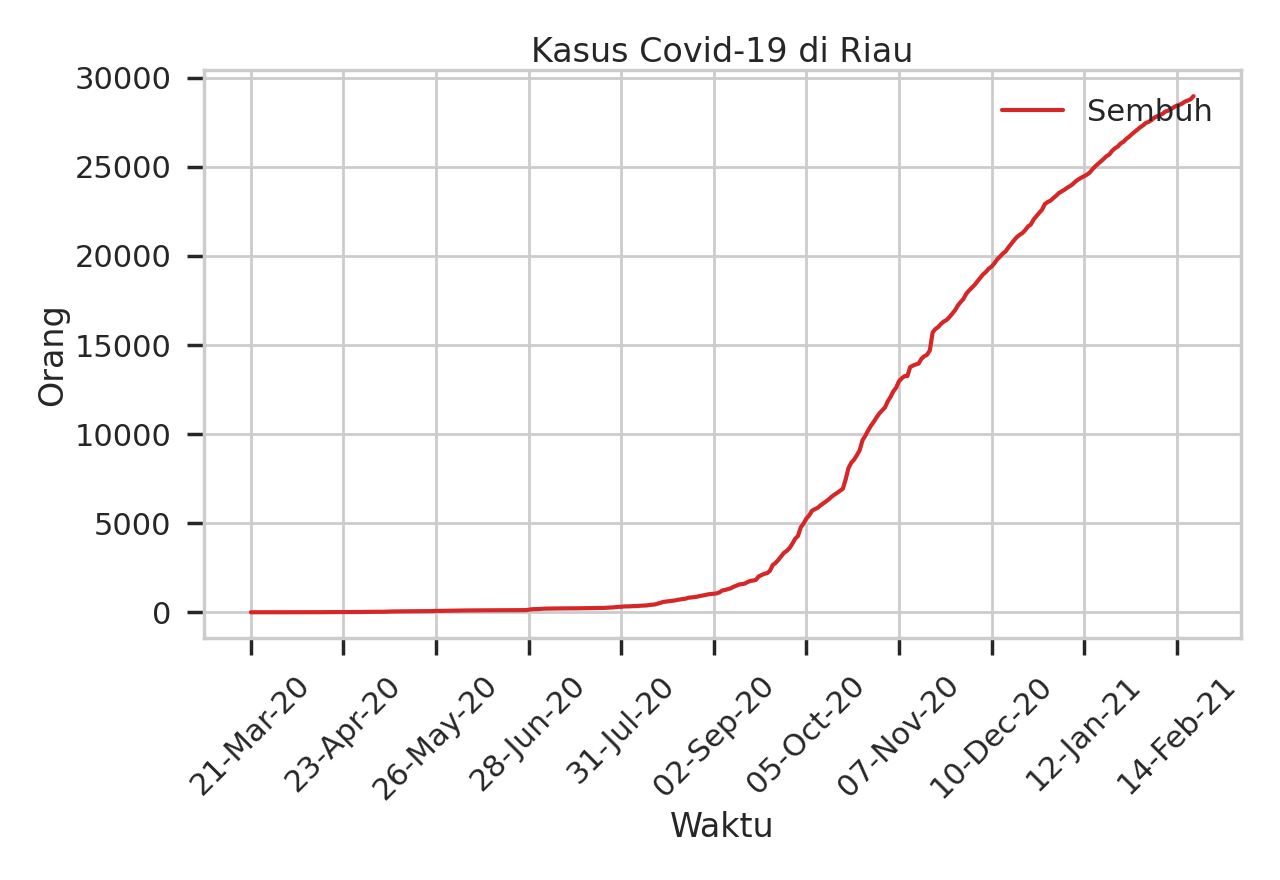 Kasus Covid-19 di Riau
30000
25000
20000
15000
10000
5000
0
Orang
Sembuh
21-Mar-20
23-Apr-20
26-May-20
28-Jun-20
31-Jul-20
02-Sep-20
05-Oct-20
07-Nov-20
10-Dec-20
12-Jan-21
14-Feb-21
Waktu